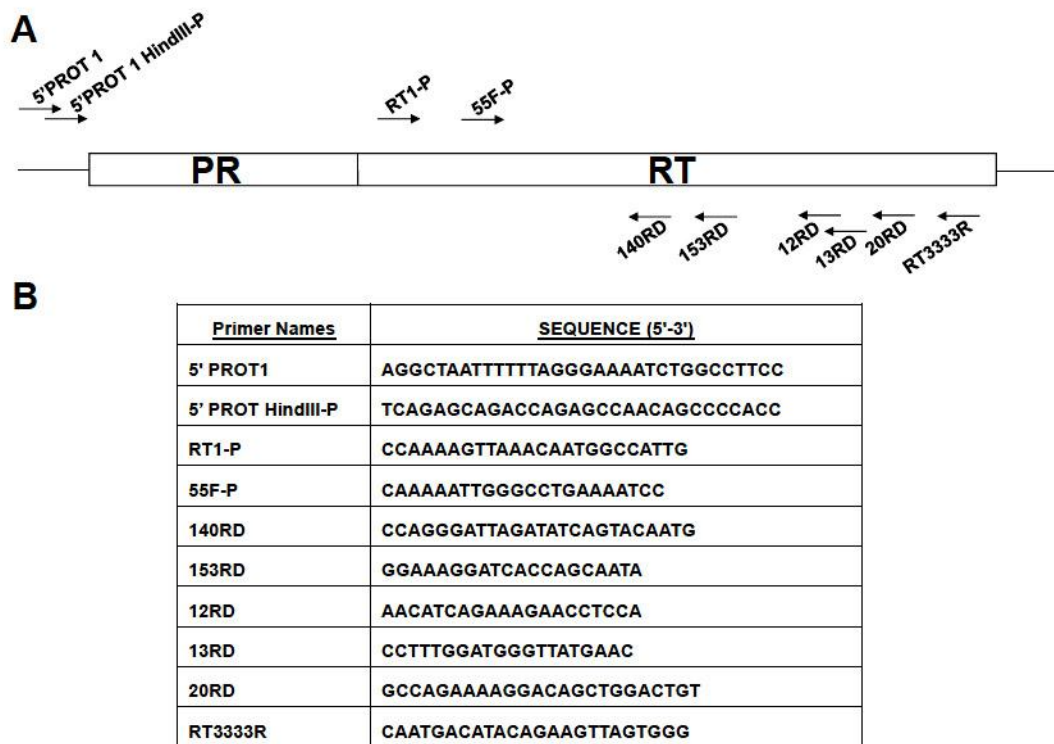 A
5'PROT 1
5'PROT 1 HindIII-P
RT1-P
55F-P
PR
RT
140RD
153RD
12RD
13RD
20RD
RT3333R
B
Primer Names SEQUENCE (5'-3')
5' PROT1 AGGCTAATTTTTTAGGGAAAATCTGGCCTTCC
5' PROT HindIII-P TCAGAGCAGACCAGAGCCAACAGCCCCACC
RT1-P CCAAAAGTTAAACAATGGCCATTG
55F-P CAAAAATTGGGCCTGAAAATCC
140RD CCAGGGATTAGATATCAGTACAATG
153RD GGAAAGGATCACCAGCAATA
12RD AACATCAGAAAGAACCTCCA
13RD CCTTTGGATGGGTTATGAAC
20RD GCCAGAAAAGGACAGCTGGACTGT
RT3333R CAATGACATACAGAAGTTAGTGGG